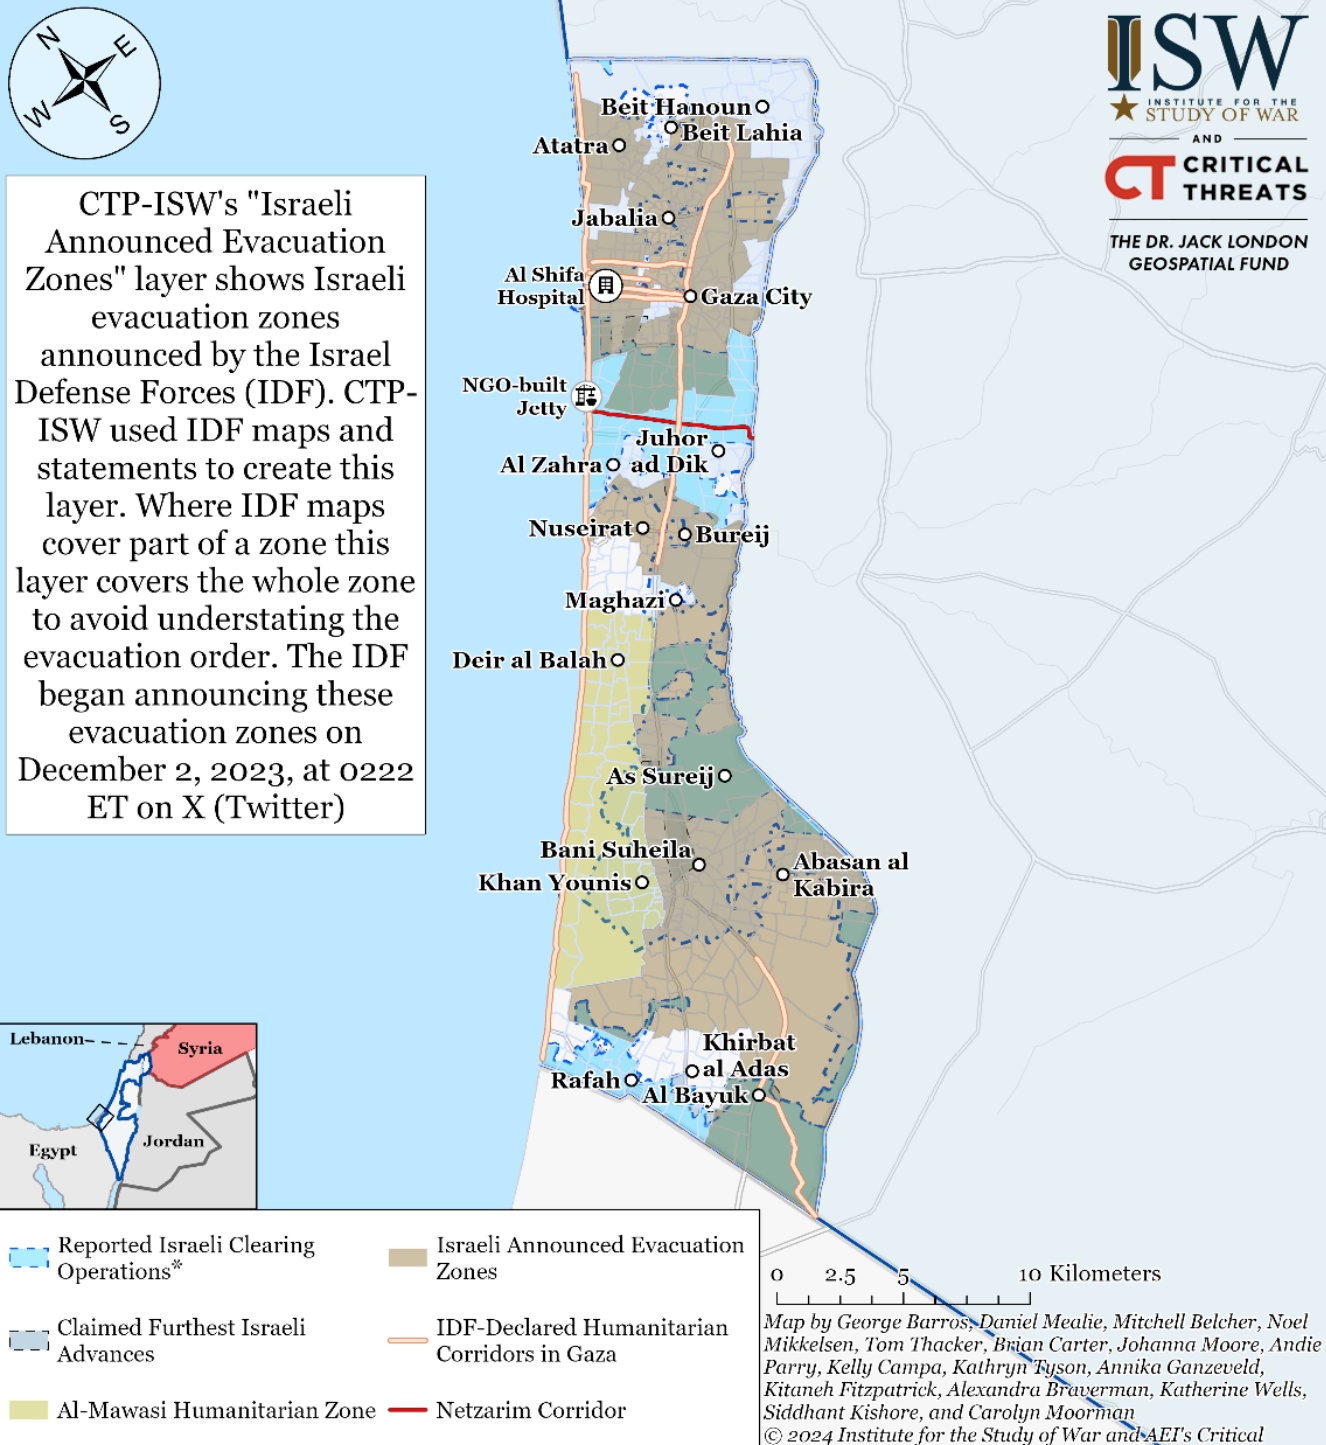 N
E
W
S
ISW
INSTITUTE FOR THE
STUDY OF WAR
AND
CT CRITICAL
THREATS
THE DR. JACK LONDON
GEOSPATIAL FUND
CTP-ISW's "Israeli
Announced Evacuation
Zones" layer shows Israeli
evacuation zones
announced by the Israel
Defense Forces (IDF). CTP-
ISW used IDF maps and
statements to create this
layer. Where IDF maps
cover part of a zone this
layer covers the whole zone
to avoid understating the
evacuation order. The IDF
began announcing these
evacuation zones on
December 2, 2023, at 0222
ET on X (Twitter)
Beit Hanoun
Beit Lahia
Atatra
Jabalia
Al Shifa
Hospital
Gaza City
NGO-built
Jetty
Juhor
ad Dik
Al Zahra
Nuseirat
Bureij
Maghazi
Deir al Balah
As Sureij
Bani Suheila
Abasan al
Kabira
Khan Younis
Khirbat
al Adas
Rafah
Al Bayuk
Lebanon
Syria
Egypt
Jordan
Reported Israeli Clearing
Operations*
Claimed Furthest Israeli
Advances
Al-Mawasi Humanitarian Zone
Israeli Announced Evacuation
Zones
IDF-Declared Humanitarian
Corridors in Gaza
Netzarim Corridor
0 2.5 5 10 Kilometers
Map by George Barros, Daniel Mealie, Mitchell Belcher, Noel
Mikkelsen, Tom Thacker, Brian Carter, Johanna Moore, Andie
Parry, Kelly Campa, Kathryn Tyson, Annika Ganzeveld,
Kitaneh Fitzpatrick, Alexandra Braverman, Katherine Wells,
Siddhant Kishore, and Carolyn Moorman
© 2024 Institute for the Study of War and AEI's Critical